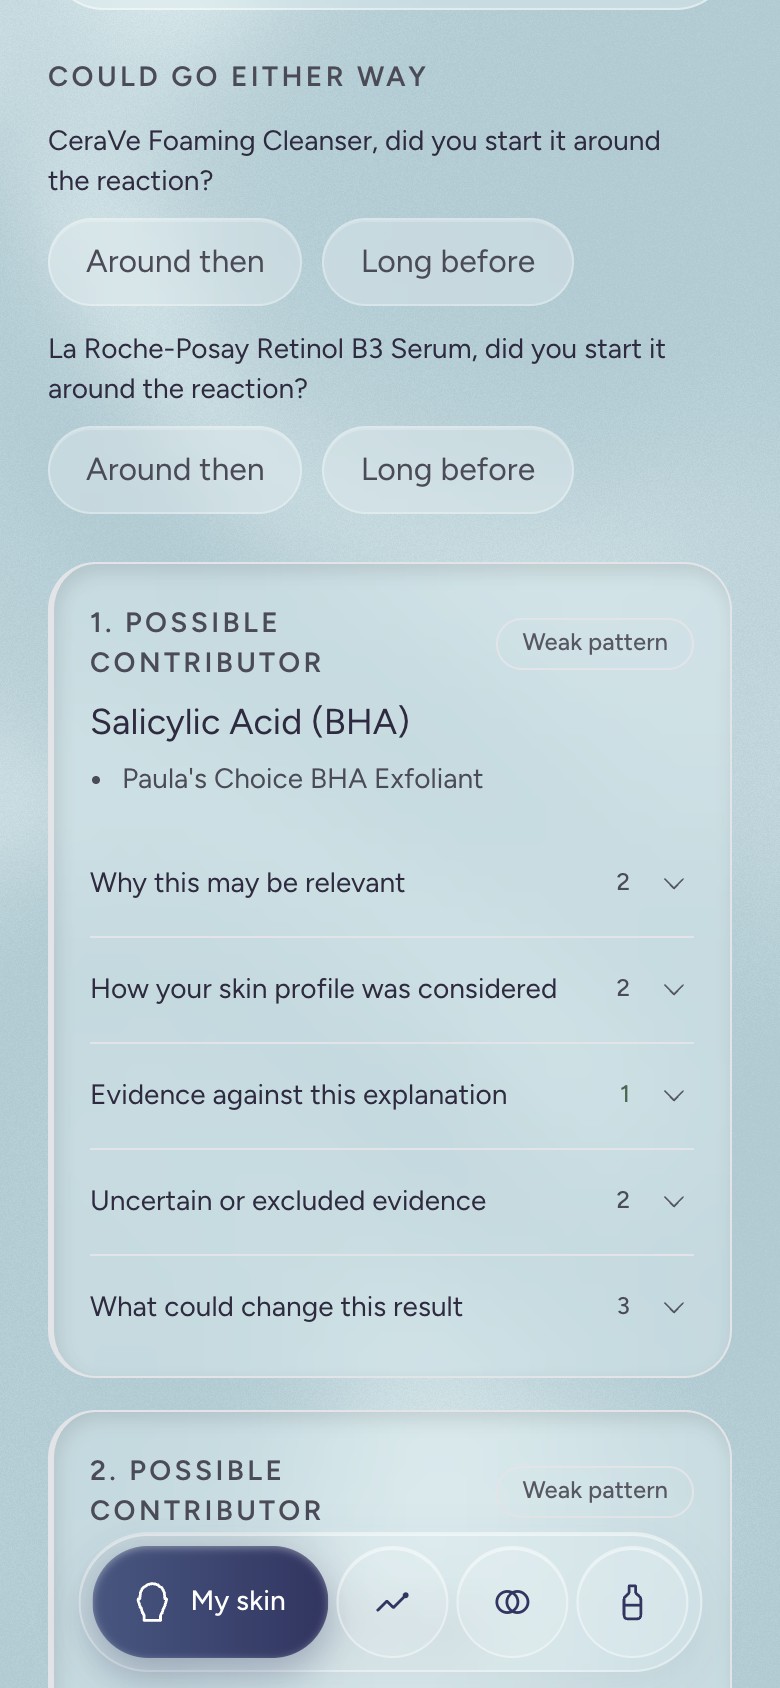 COULD GO EITHER WAY
CeraVe Foaming Cleanser, did you start it around
the reaction?
Around then
Long before
La Roche-Posay Retinol B3 Serum, did you start it
around the reaction?
Around then
Long before
1. POSSIBLE
CONTRIBUTOR
Weak pattern
Salicylic Acid (BHA)
• Paula's Choice BHA Exfoliant
Why this may be relevant 2
How your skin profile was considered 2
Evidence against this explanation 1
Uncertain or excluded evidence 2
What could change this result 3
2. POSSIBLE
CONTRIBUTOR
Weak pattern
My skin